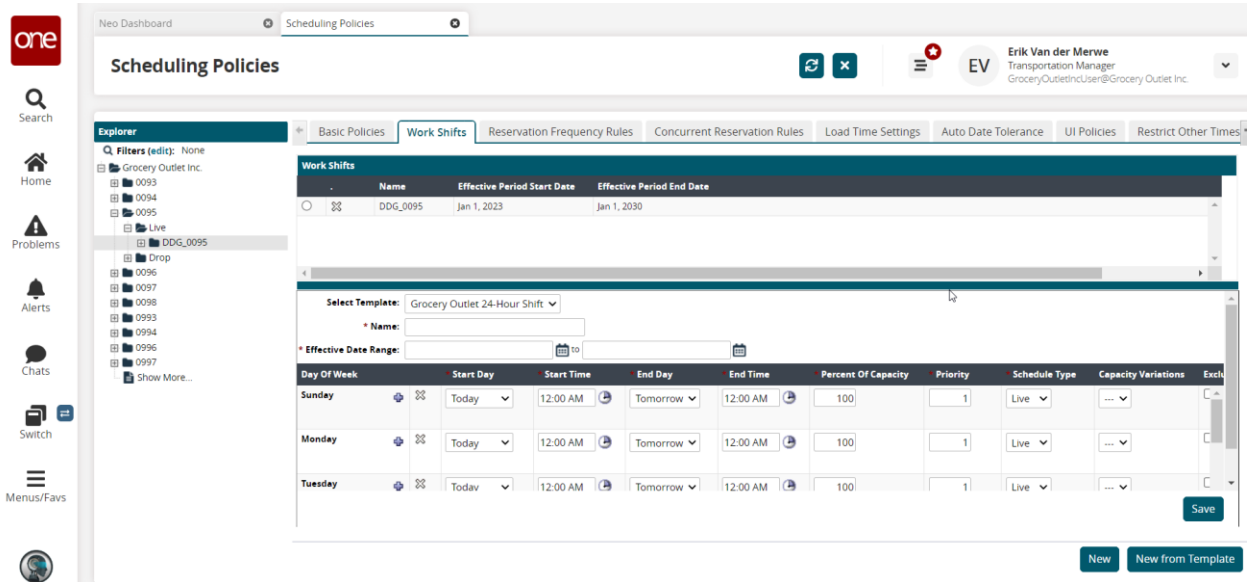 one
Search
Home
Problems
Alerts
Chats
Switch
Menus/Favs
Neo Dashboard
Scheduling Policies
Scheduling Policies
EV
Erik Van der Merwe
Transportation Manager
GroceryOutletIncUser@Grocery Outlet Inc.
Explorer
Filters (edit): None
Grocery Outlet Inc.
0093
0094
0095
Live
DDG_0095
Drop
0096
0097
0098
0993
0994
0996
0997
Show More...
Basic Policies Work Shifts Reservation Frequency Rules Concurrent Reservation Rules Load Time Settings Auto Date Tolerance UI Policies Restrict Other Times
Work Shifts
. Name Effective Period Start Date Effective Period End Date
DDG_0095 Jan 1, 2023 Jan 1, 2030
Select Template: Grocery Outlet 24-Hour Shift
* Name:
* Effective Date Range: to
Day Of Week * Start Day * Start Time * End Day * End Time * Percent Of Capacity * Priority * Schedule Type Capacity Variations Exclu
Sunday Today 12:00 AM Tomorrow 12:00 AM 100 1 Live ---
Monday Today 12:00 AM Tomorrow 12:00 AM 100 1 Live ---
Tuesday Today 12:00 AM Tomorrow 12:00 AM 100 1 Live ---
Save
New New from Template